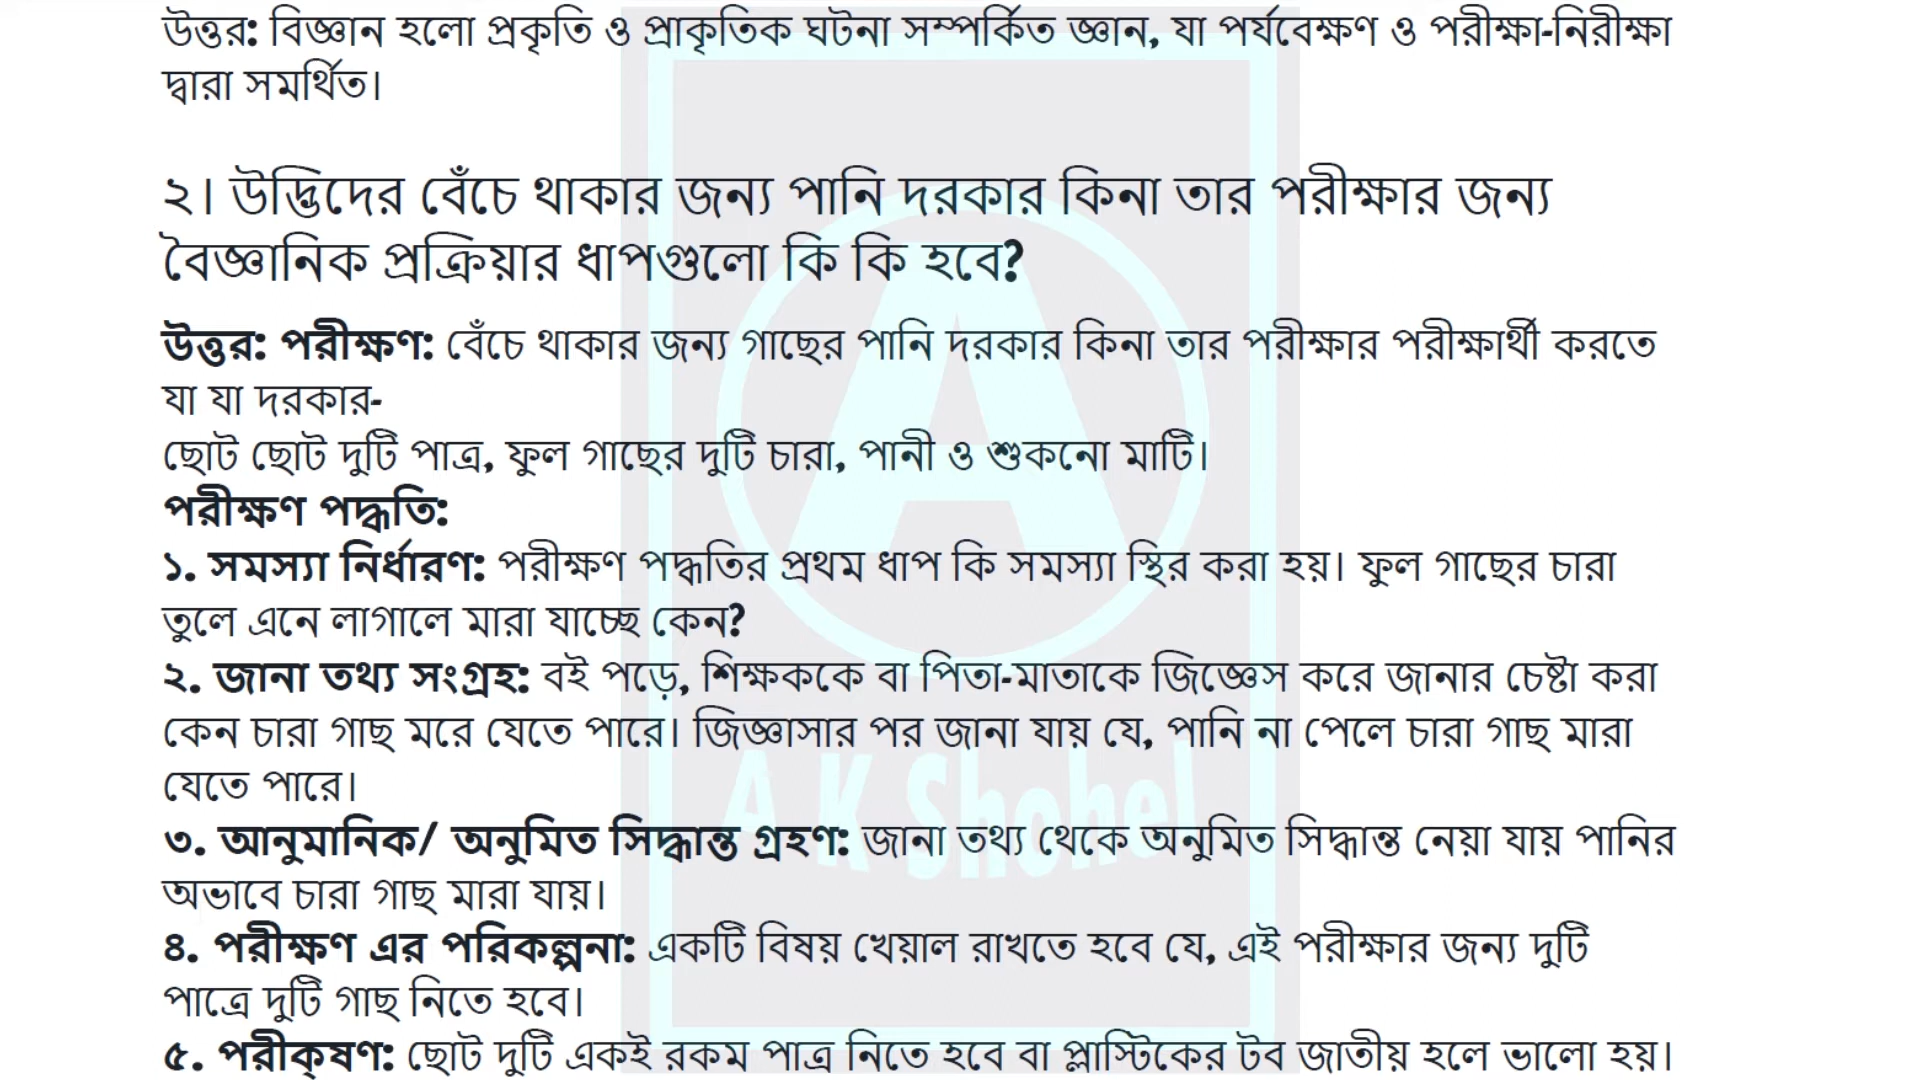 উত্তর: বিজ্ঞান হলো প্রকৃতি ও প্রাকৃতিক ঘটনা সম্পর্কিত জ্ঞান, যা পর্যবেক্ষণ ও পরীক্ষা-নিরীক্ষা
দ্বারা সমর্থিত।
২। উদ্ভিদের বেঁচে থাকার জন্য পানি দরকার কিনা তার পরীক্ষার জন্য
বৈজ্ঞানিক প্রক্রিয়ার ধাপগুলো কি কি হবে?
উত্তর: পরীক্ষণ: বেঁচে থাকার জন্য গাছের পানি দরকার কিনা তার পরীক্ষার পরীক্ষার্থী করতে
যা যা দরকার-
ছোট ছোট দুটি পাত্র, ফুল গাছের দুটি চারা, পানী ও শুকনো মাটি।
পরীক্ষণ পদ্ধতি:
১. সমস্যা নির্ধারণ: পরীক্ষণ পদ্ধতির প্রথম ধাপ কি সমস্যা স্থির করা হয়। ফুল গাছের চারা
তুলে এনে লাগালে মারা যাচ্ছে কেন?
২. জানা তথ্য সংগ্রহ: বই পড়ে, শিক্ষককে বা পিতা-মাতাকে জিজ্ঞেস করে জানার চেষ্টা করা
কেন চারা গাছ মরে যেতে পারে। জিজ্ঞাসার পর জানা যায় যে, পানি না পেলে চারা গাছ মারা
যেতে পারে।
৩. আনুমানিক/ অনুমিত সিদ্ধান্ত গ্রহণ: জানা তথ্য থেকে অনুমিত সিদ্ধান্ত নেয়া যায় পানির
অভাবে চারা গাছ মারা যায়।
৪. পরীক্ষণ এর পরিকল্পনা: একটি বিষয় খেয়াল রাখতে হবে যে, এই পরীক্ষার জন্য দুটি
পাত্রে দুটি গাছ নিতে হবে।
৫. পরীক্‌ষণ: ছোট দুটি একই রকম পাত্র নিতে হবে বা প্লাস্টিকের টব জাতীয় হলে ভালো হয়।
A
A K Shohel